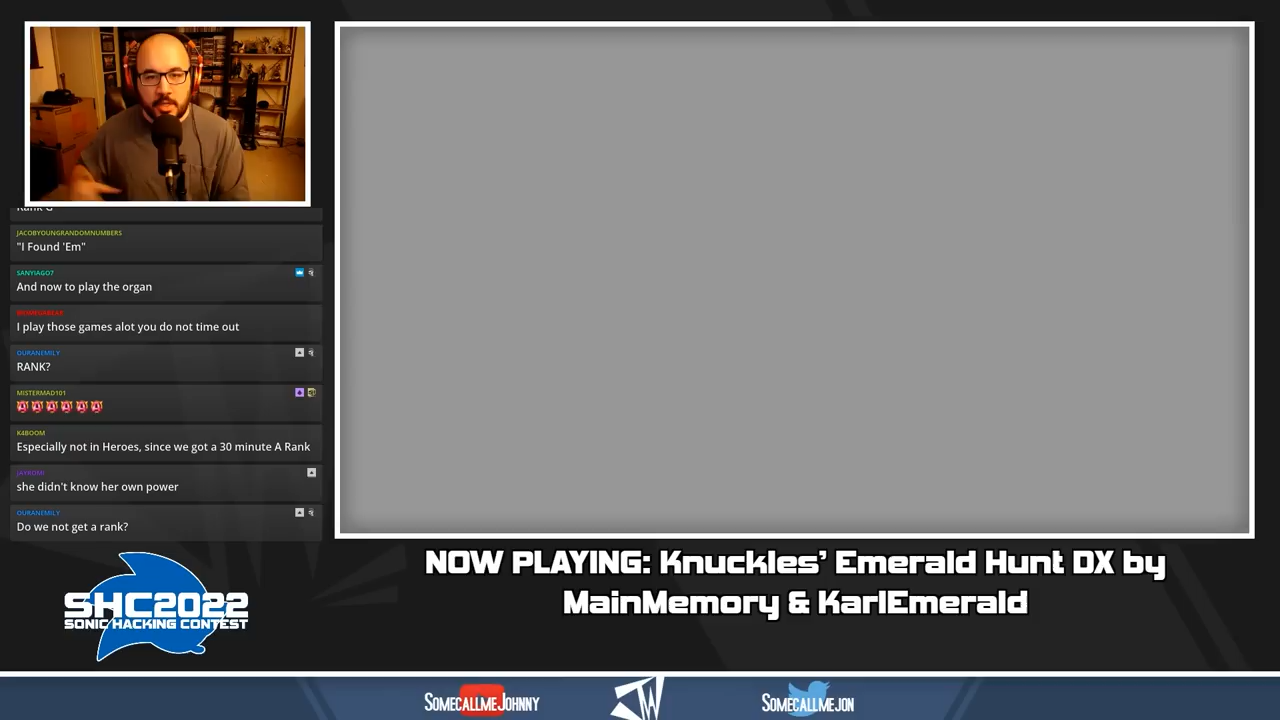 JACOBYOUNGRANDOMNUMBERS
"I Found 'Em"
SANYIAGO7
And now to play the organ
I play those games alot you do not time out
OURANEMILY
RANK?
MISTERMAD101
K4BOOM
Especially not in Heroes, since we got a 30 minute A Rank
she didn't know her own power
OURANEMILY
Do we not get a rank?
SHC2022
SONIC HACKING CONTEST
NOW PLAYING: Knuckles' Emerald Hunt DX by
MainMemory & KarlEmerald
SOMECALLMEJOHNNY
SOMECALLMEJON